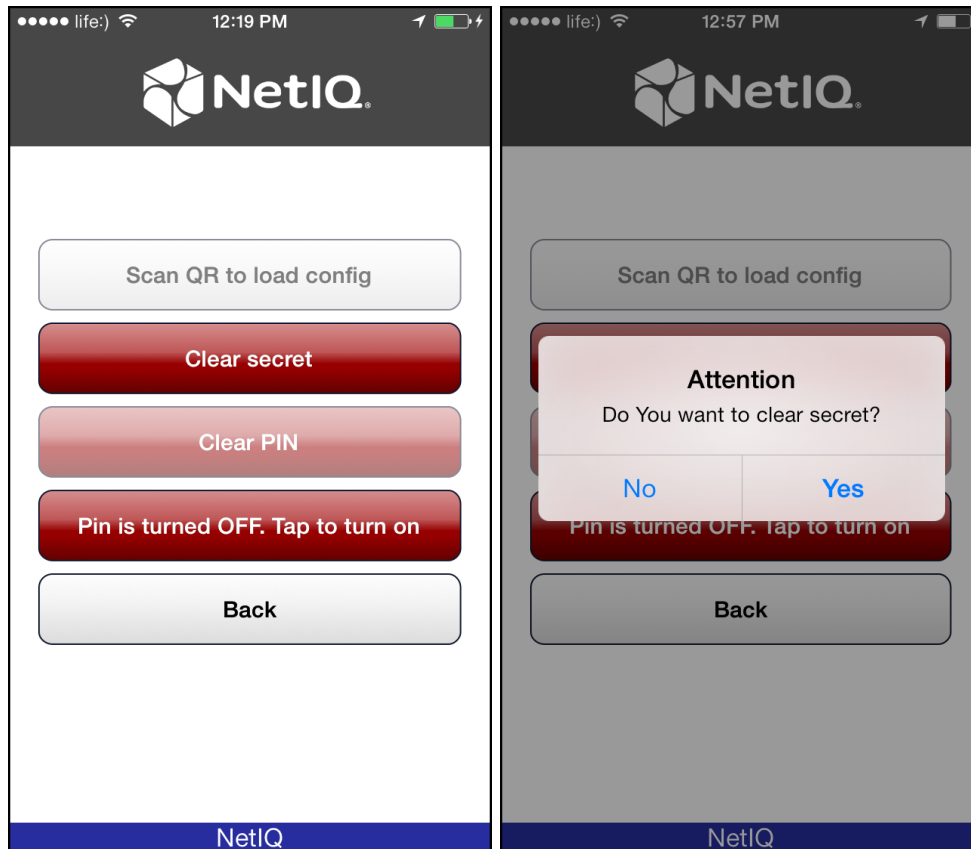 life:) 12:19 PM
NetIQ.
Scan QR to load config
Clear secret
Clear PIN
Pin is turned OFF. Tap to turn on
Back
NetIQ
life:) 12:57 PM
NetIQ.
Scan QR to load config
Attention
Do You want to clear secret?
No Yes
Pin is turned OFF. Tap to turn on
Back
NetIQ